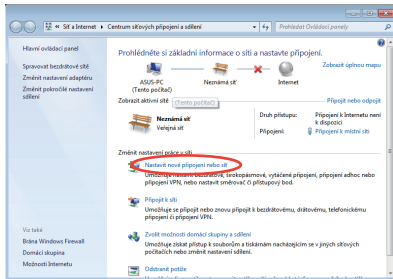 Síť a Internet ▸ Centrum síťových připojení a sdílení
Prohledat Ovládací panely
Hlavní ovládací panel
Spravovat bezdrátové sítě
Změnit nastavení adaptéru
Změnit pokročilé nastavení
sdílení
Prohlédněte si základní informace o síti a nastavte připojení.
Zobrazit úplnou mapu
ASUS-PC
(Tento počítač)
Neznámá síť
Internet
Zobrazit aktivní sítě
(Tento počítač)
Připojit nebo odpojit
Neznámá síť
Veřejná síť
Druh přístupu:
Připojení k Internetu není
k dispozici
Připojení:
Připojení k místní síti
Změnit nastavení práce v síti
Nastavit nové připojení nebo síť
Umožňuje nastavit bezdrátové, širokopásmové, vytáčené připojení, připojení adhoc nebo
připojení VPN, nebo nastavit směrovač či přístupový bod.
Připojit k síti
Umožňuje se připojit nebo znovu připojit k bezdrátovému, drátovému, telefonickému
připojení či připojení VPN.
Zvolit možnosti domácí skupiny a sdílení
Umožňuje získat přístup k souborům a tiskárnám nacházejícím se v jiných síťových
počítačích nebo změnit nastavení sdílení.
Odstranit potíže
Viz také
Brána Windows Firewall
Domácí skupina
Možnosti Internetu